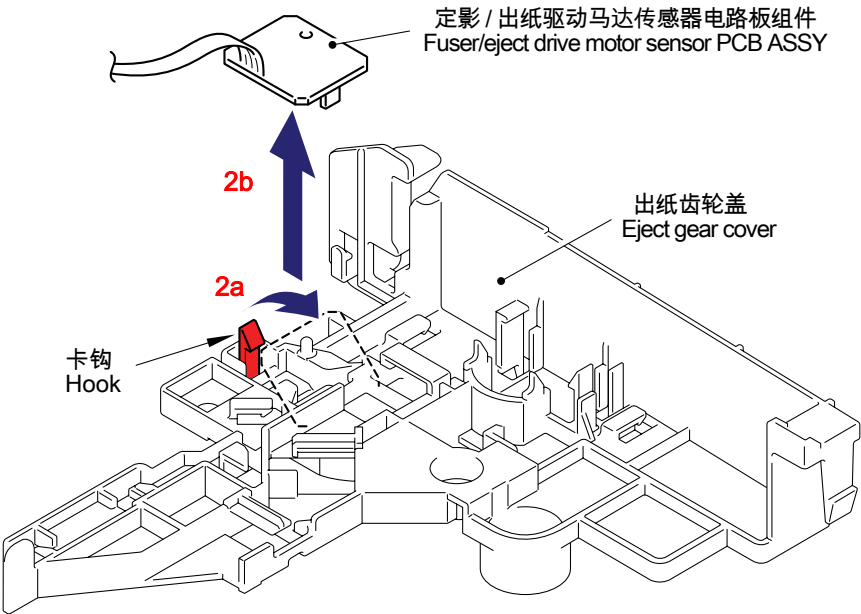 定影 / 出纸驱动马达传感器电路板组件
Fuser/eject drive motor sensor PCB ASSY
2b
出纸齿轮盖
Eject gear cover
2a
卡钩
Hook